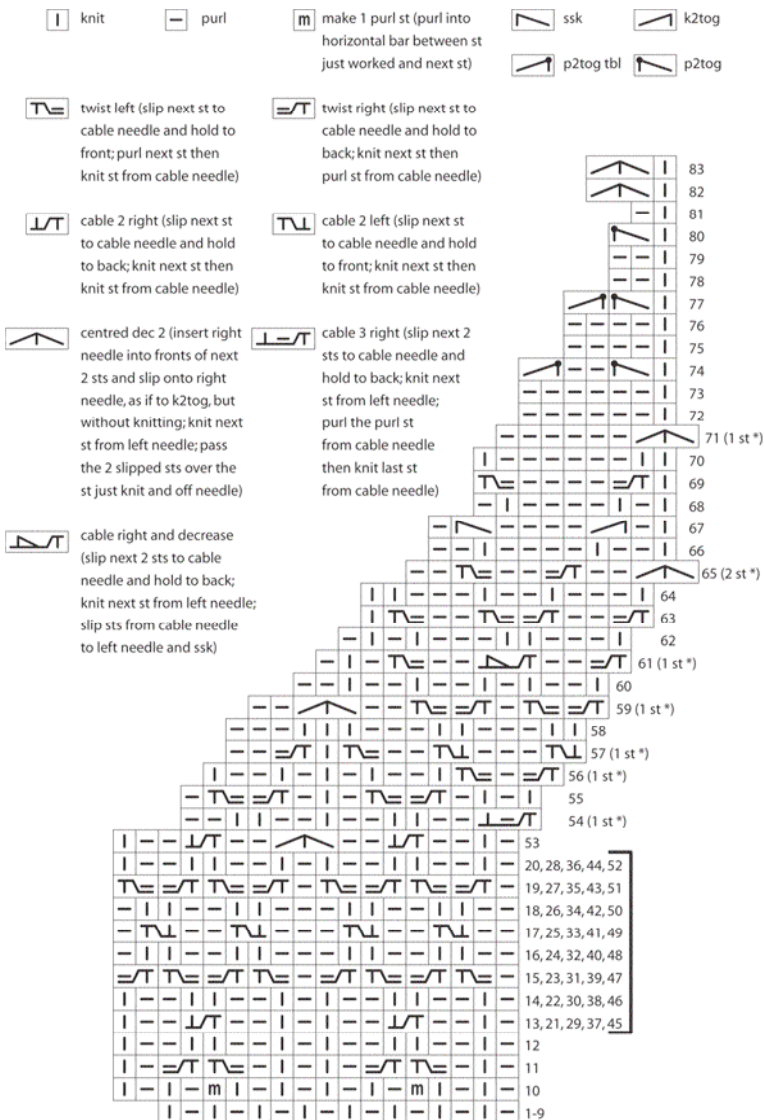 knit
purl
make 1 purl st (purl into
horizontal bar between st
just worked and next st)
ssk
k2tog
p2tog tbl
p2tog
twist left (slip next st to
cable needle and hold to
front; purl next st then
knit st from cable needle)
twist right (slip next st to
cable needle and hold to
back; knit next st then
purl st from cable needle)
cable 2 right (slip next st
to cable needle and hold
to back; knit next st then
knit st from cable needle)
cable 2 left (slip next st
to cable needle and hold
to front; knit next st then
knit st from cable needle)
centred dec 2 (insert right
needle into fronts of next
2 sts and slip onto right
needle, as if to k2tog, but
without knitting; knit next
st from left needle; pass
the 2 slipped sts over the
st just knit and off needle)
cable 3 right (slip next 2
sts to cable needle and
hold to back; knit next
st from left needle;
purl the purl st
from cable needle
then knit last st
from cable needle)
cable right and decrease
(slip next 2 sts to cable
needle and hold to back;
knit next st from left needle;
slip sts from cable needle
to left needle and ssk)
m
83
82
81
80
79
78
77
76
75
74
73
72
71 (1 st *)
70
69
68
67
66
65 (2 st *)
64
63
62
61 (1 st *)
60
59 (1 st *)
58
57 (1 st *)
56 (1 st *)
55
54 (1 st *)
53
20, 28, 36, 44, 52
19, 27, 35, 43, 51
18, 26, 34, 42, 50
17, 25, 33, 41, 49
16, 24, 32, 40, 48
15, 23, 31, 39, 47
14, 22, 30, 38, 46
13, 21, 29, 37, 45
12
11
m m 10
1-9